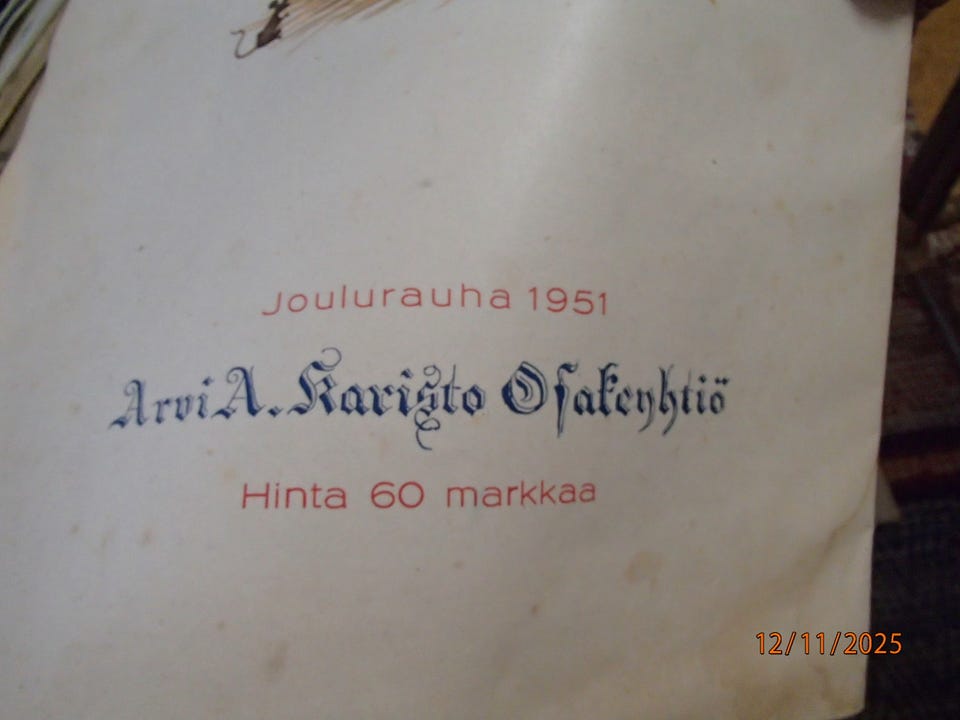 Joulurauha 1951
Arvi A. Karisto Osakeyhtiö
Hinta 60 markkaa
12/11/2025